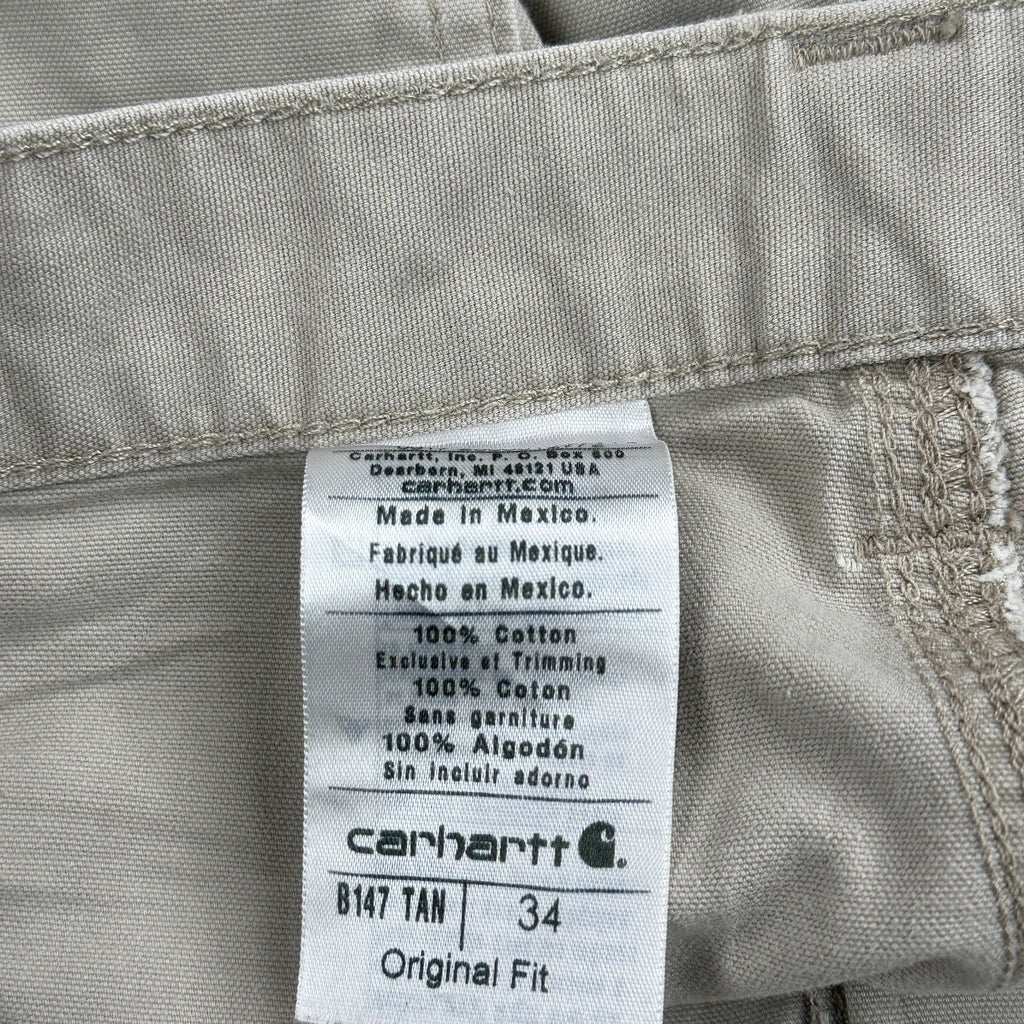 Carhartt, Inc. P. O. Box 600
Dearborn, MI 48121 USA
carhartt.com
Made In Mexico.
Fabriqué au Mexique.
Hecho en Mexico.
100% Cotton
Exclusive of Trimming
100% Coton
Sans garniture
100% Algodón
Sin incluir adorno
carhartt
B147 TAN 34
Original Fit